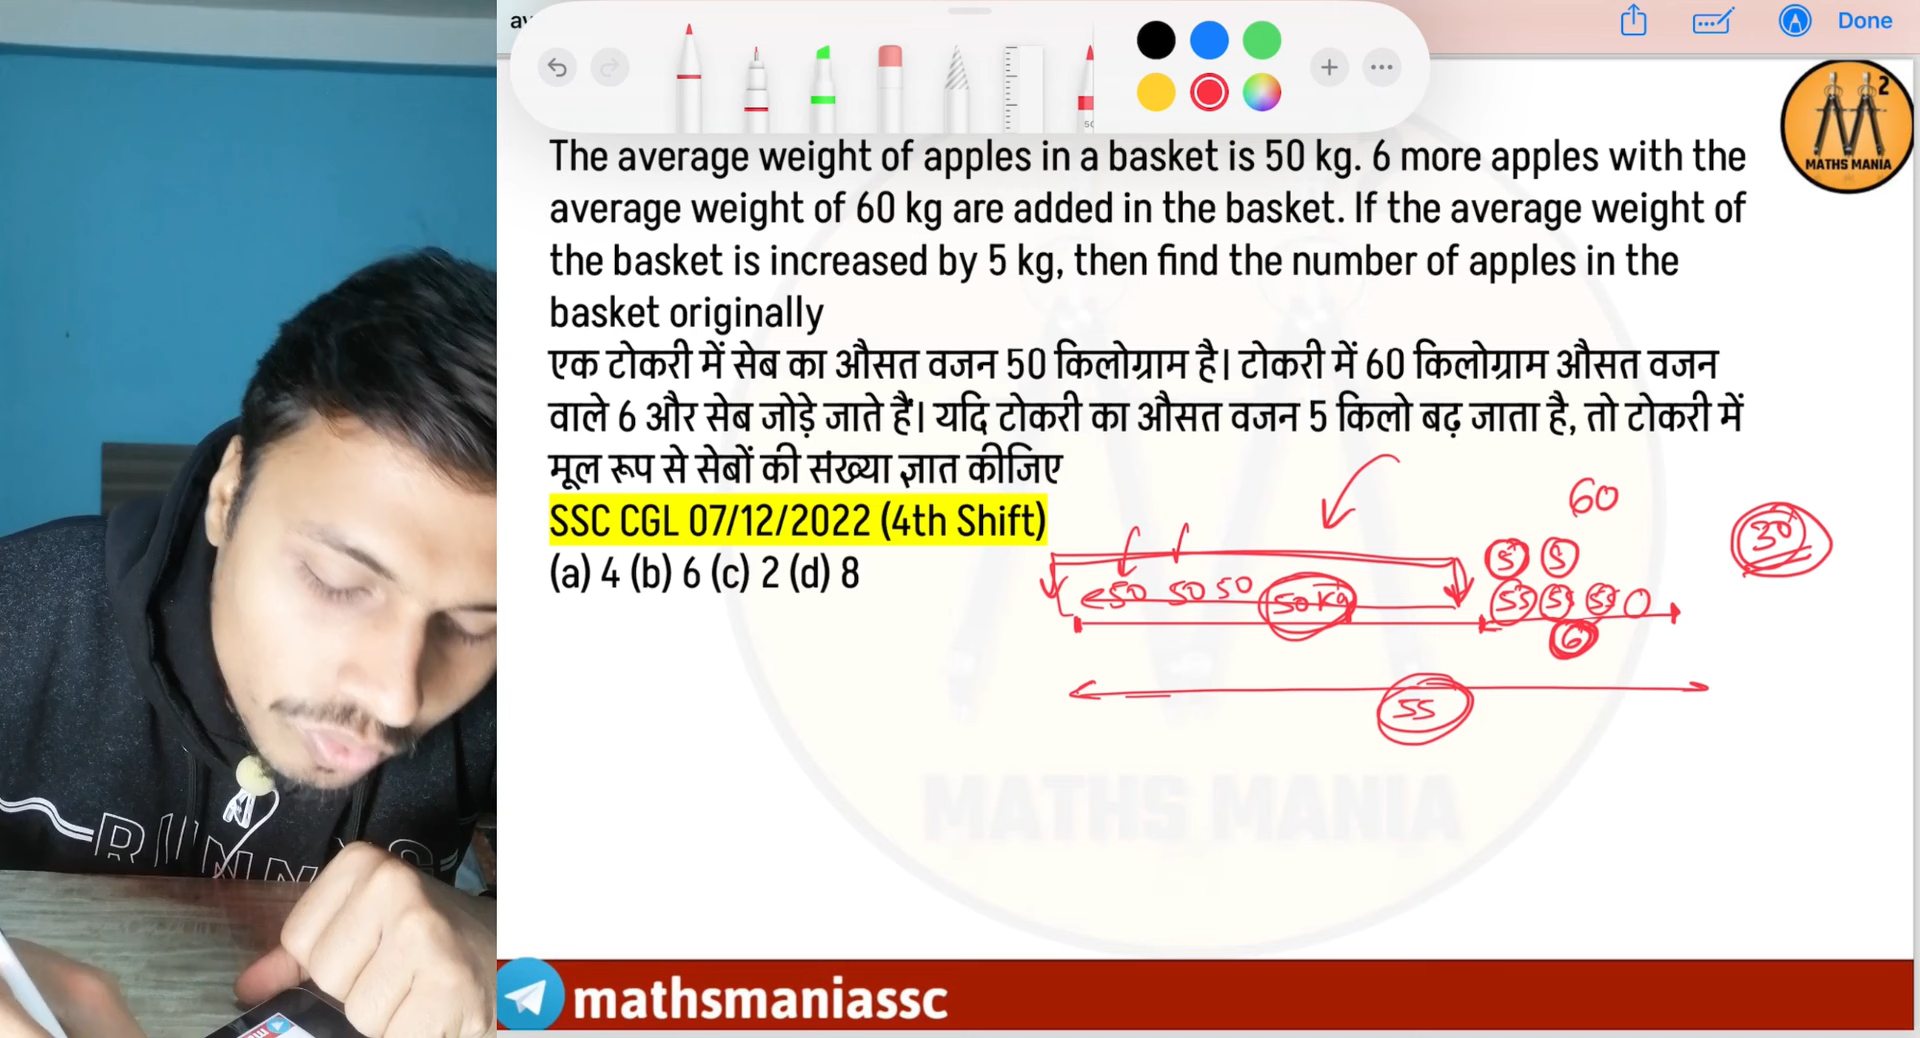 Done
2
MATHS MANIA
The average weight of apples in a basket is 50 kg. 6 more apples with the
average weight of 60 kg are added in the basket. If the average weight of
the basket is increased by 5 kg, then find the number of apples in the
basket originally
एक टोकरी में सेब का औसत वजन 50 किलोग्राम है। टोकरी में 60 किलोग्राम औसत वजन
वाले 6 और सेब जोड़े जाते हैं। यदि टोकरी का औसत वजन 5 किलो बढ़ जाता है, तो टोकरी में
मूल रूप से सेबों की संख्या ज्ञात कीजिए
SSC CGL 07/12/2022 (4th Shift)
(a) 4 (b) 6 (c) 2 (d) 8
60
30
5 5
50 50 50 50 Kg 55 55 55
6
55
MATHS MANIA
mathsmaniassc